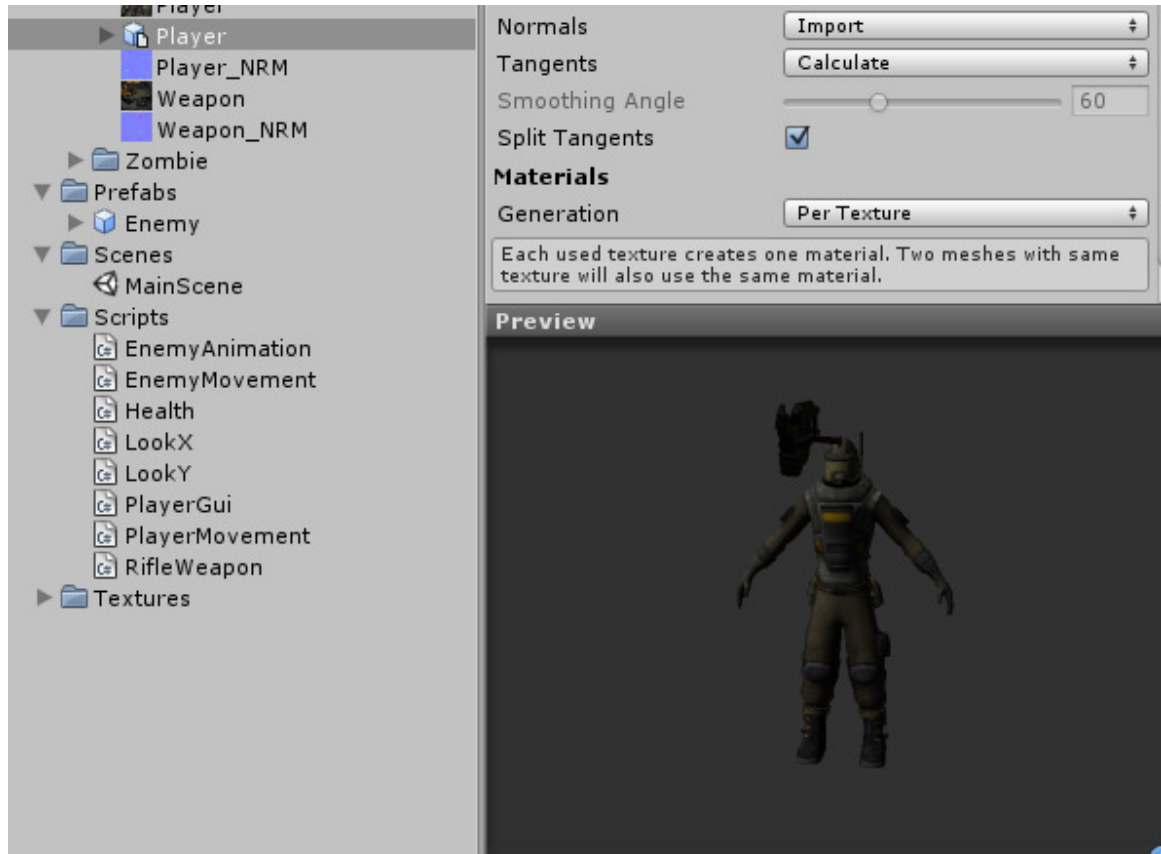 Player
Player
Player_NRM
Weapon
Weapon_NRM
Zombie
Prefabs
Enemy
Scenes
MainScene
Scripts
EnemyAnimation
EnemyMovement
Health
LookX
LookY
PlayerGui
PlayerMovement
RifleWeapon
Textures
Normals Import
Tangents Calculate
Smoothing Angle 60
Split Tangents
Materials
Generation Per Texture
Each used texture creates one material. Two meshes with same
texture will also use the same material.
Preview